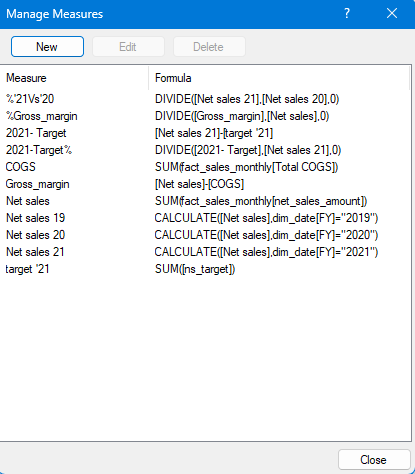 Manage Measures ?
New Edit Delete
Measure Formula
%'21Vs'20 DIVIDE([Net sales 21],[Net sales 20],0)
%Gross_margin DIVIDE([Gross_margin],[Net sales],0)
2021- Target [Net sales 21]-[target '21]
2021-Target% DIVIDE([2021- Target],[Net sales 21],0)
COGS SUM(fact_sales_monthly[Total COGS])
Gross_margin [Net sales]-[COGS]
Net sales SUM(fact_sales_monthly[net_sales_amount])
Net sales 19 CALCULATE([Net sales],dim_date[FY]="2019")
Net sales 20 CALCULATE([Net sales],dim_date[FY]="2020")
Net sales 21 CALCULATE([Net sales],dim_date[FY]="2021")
target '21 SUM([ns_target])
Close